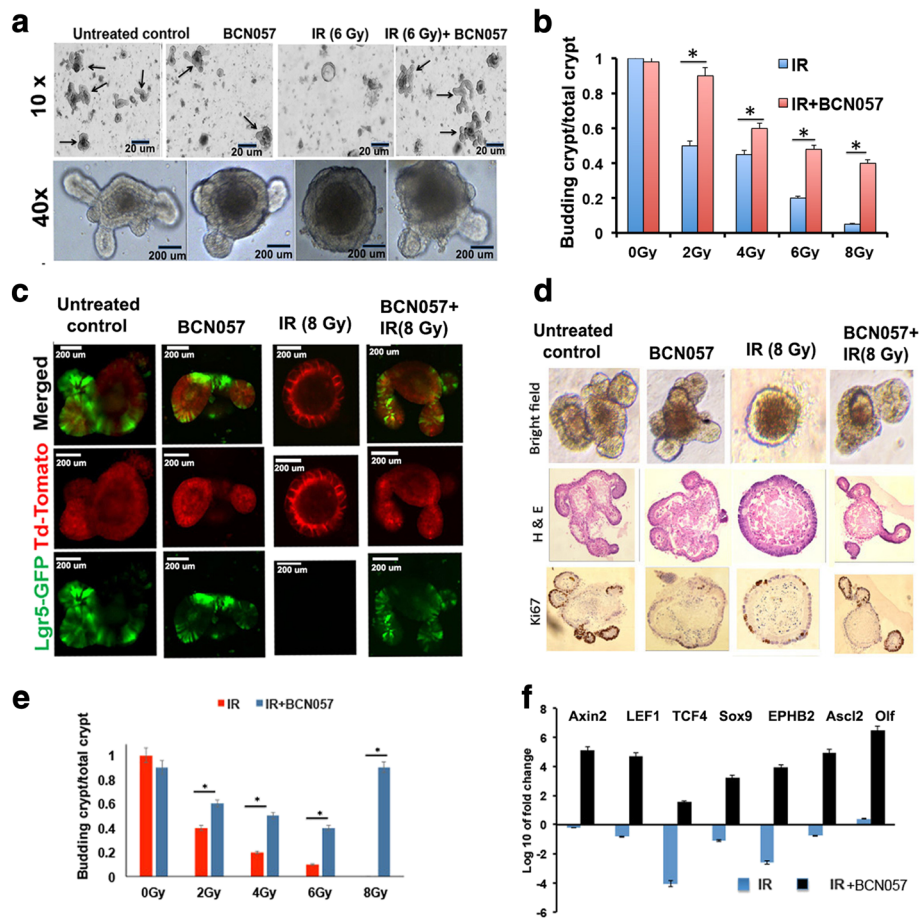 a
Untreated control BCN057 IR (6 Gy) IR (6 Gy)+ BCN057
10 x
20 um 20 um 20 um 20 um
40x
200 um 200 um 200 um 200 um
b
Budding crypt/total crypt
1
0.8
0.6
0.4
0.2
0
* * * *
IR
IR+BCN057
0Gy 2Gy 4Gy 6Gy 8Gy
c
Untreated control BCN057 IR (8 Gy) BCN057+ IR(8 Gy)
Lgr5-GFP Td-Tomato Merged
200 um 200 um 200 um 200 um
200 um 200 um 200 um 200 um
200 um 200 um 200 um 200 um
d
Untreated control BCN057 IR (8 Gy) BCN057+ IR(8 Gy)
Bright field
H & E
Ki67
e
IR IR+BCN057
Budding crypt/total crypt
1
0.8
0.6
0.4
0.2
0
* * * *
0Gy 2Gy 4Gy 6Gy 8Gy
f
Log 10 of fold change
8
6
4
2
0
-2
-4
-6
Axin2 LEF1 TCF4 Sox9 EPHB2 Ascl2 Olf
IR IR+BCN057